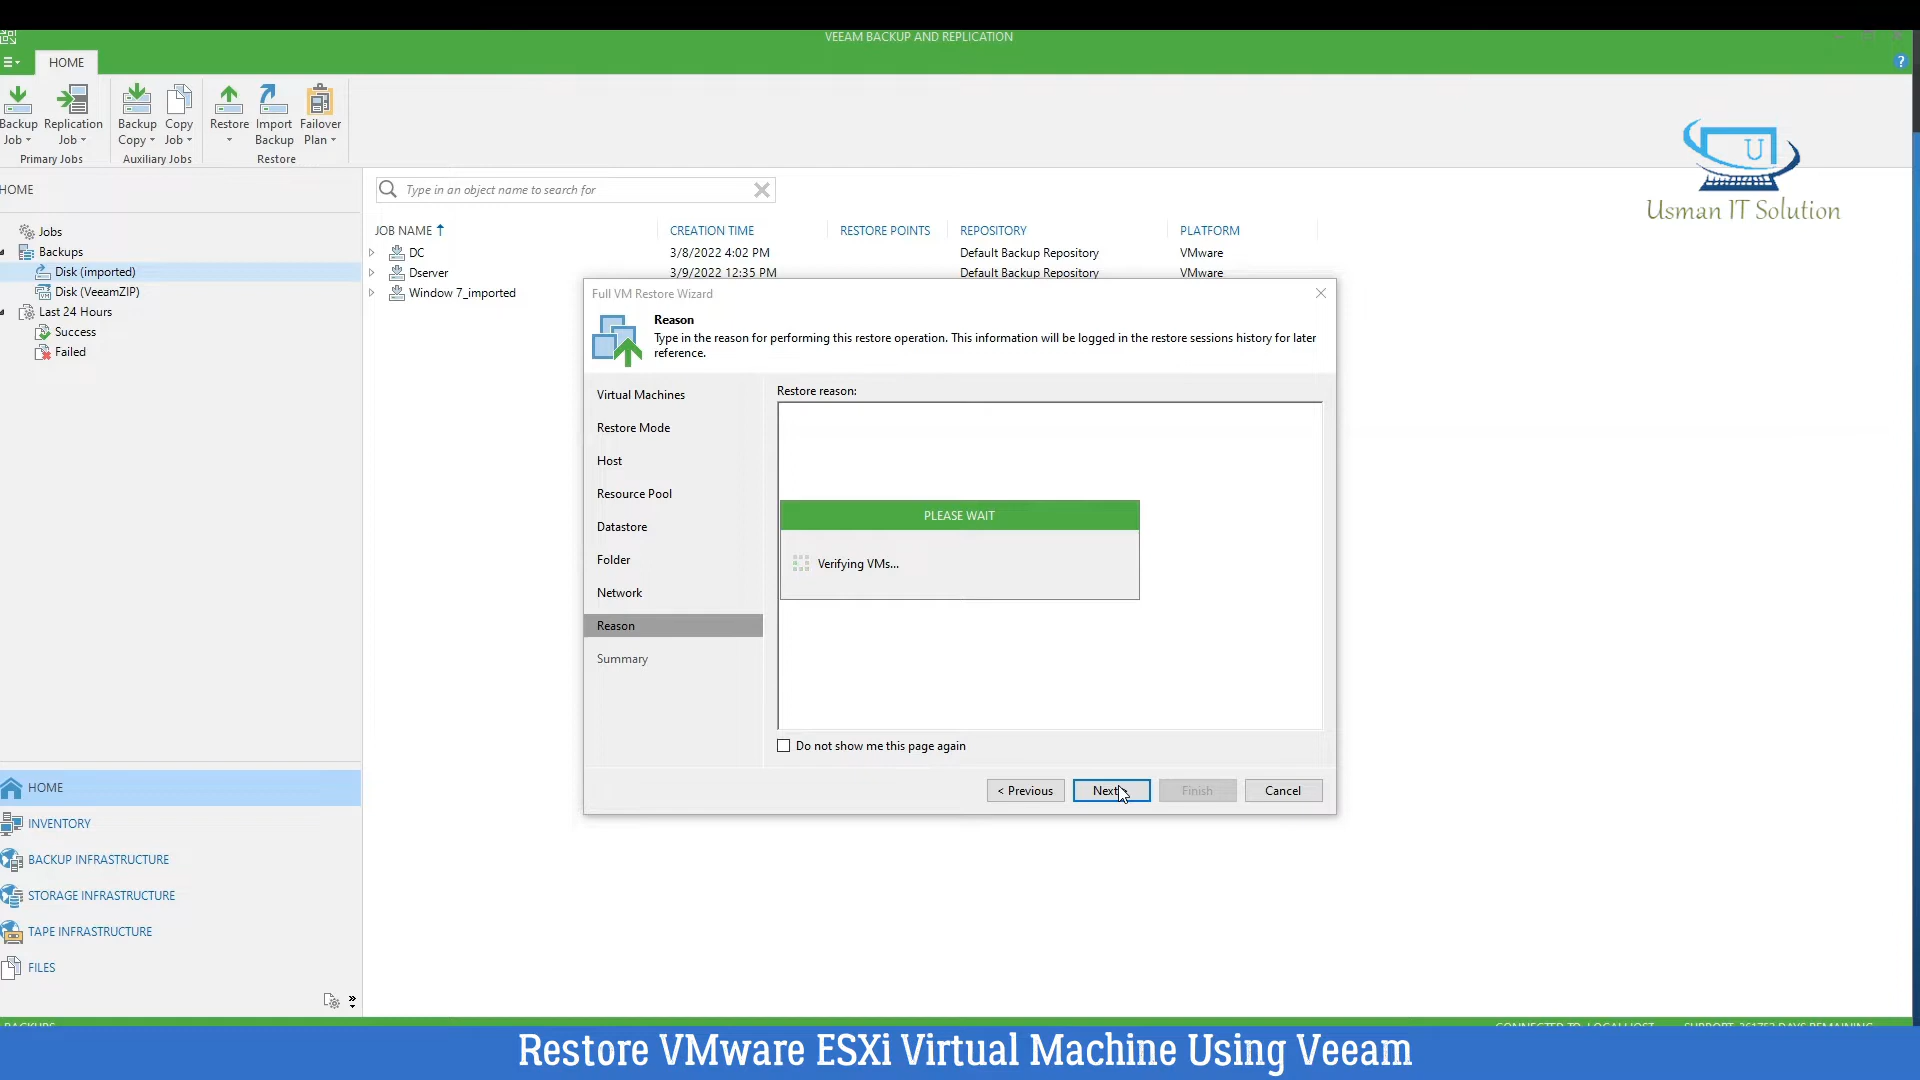 VEEAM BACKUP AND REPLICATION
HOME
Backup Job
Replication Job
Backup Copy
Copy Job
Restore
Import Backup
Failover Plan
Primary Jobs
Auxiliary Jobs
Restore
HOME
Jobs
Backups
Disk (imported)
Disk (VeeamZIP)
Last 24 Hours
Success
Failed
Type in an object name to search for
JOB NAME CREATION TIME RESTORE POINTS REPOSITORY PLATFORM
DC 3/8/2022 4:02 PM Default Backup Repository VMware
Dserver 3/9/2022 12:35 PM Default Backup Repository VMware
Window 7_imported
U
Usman IT Solution
Full VM Restore Wizard
Reason
Type in the reason for performing this restore operation. This information will be logged in the restore sessions history for later
reference.
Virtual Machines
Restore Mode
Host
Resource Pool
Datastore
Folder
Network
Reason
Summary
Restore reason:
PLEASE WAIT
Verifying VMs...
Do not show me this page again
< Previous
Next
Finish
Cancel
HOME
INVENTORY
BACKUP INFRASTRUCTURE
STORAGE INFRASTRUCTURE
TAPE INFRASTRUCTURE
FILES
Restore VMware ESXi Virtual Machine Using Veeam